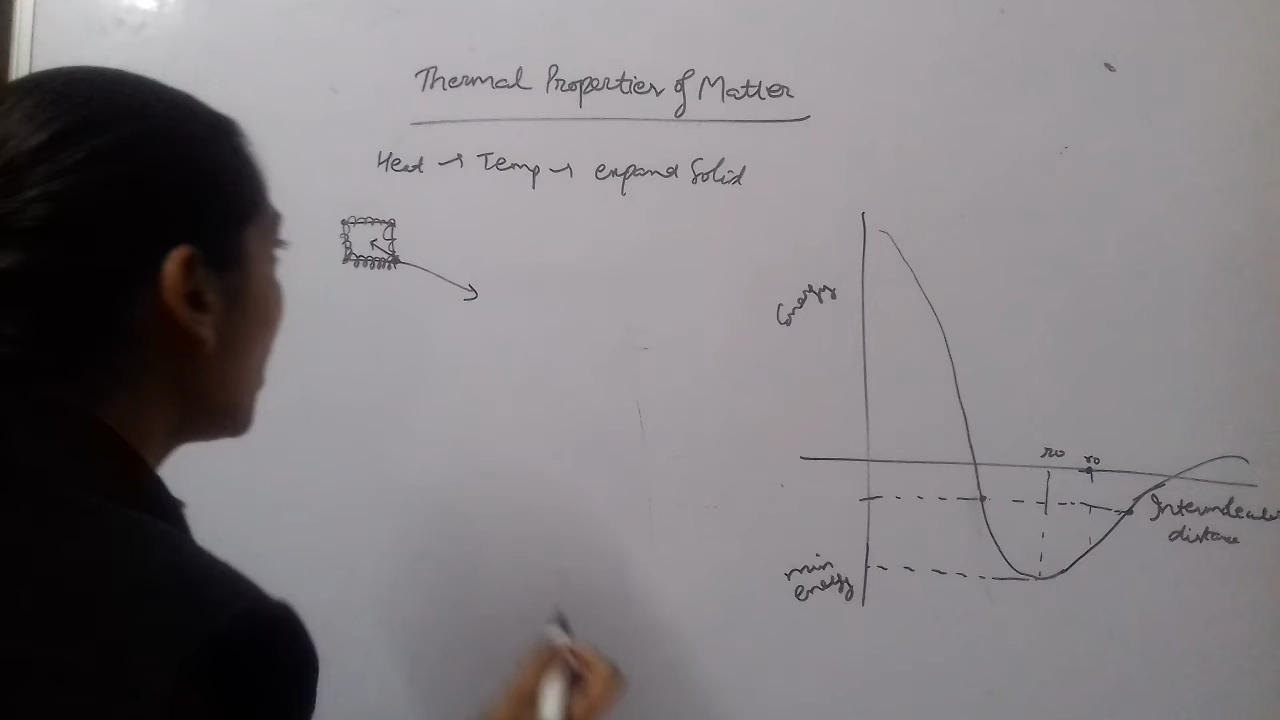 Thermal Properties of Matter
Heat → Temp → expand Solid
Energy
r₀
r₀
Intermolecular
distance
min
energy